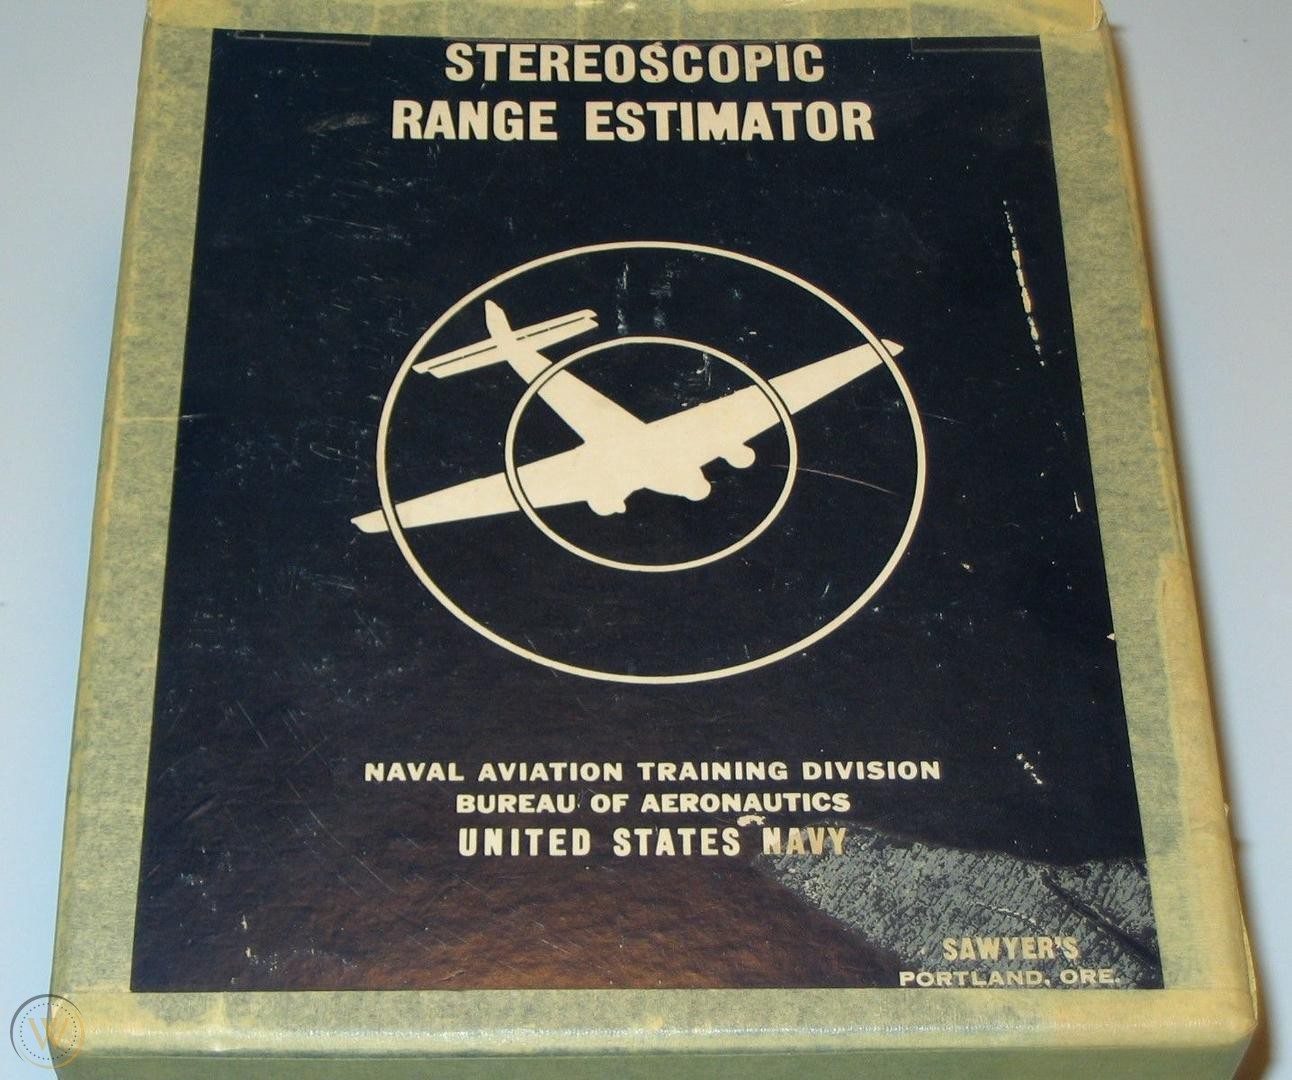 STEREOSCOPIC
RANGE ESTIMATOR
NAVAL AVIATION TRAINING DIVISION
BUREAU OF AERONAUTICS
UNITED STATES NAVY
SAWYER'S
PORTLAND, ORE.
W